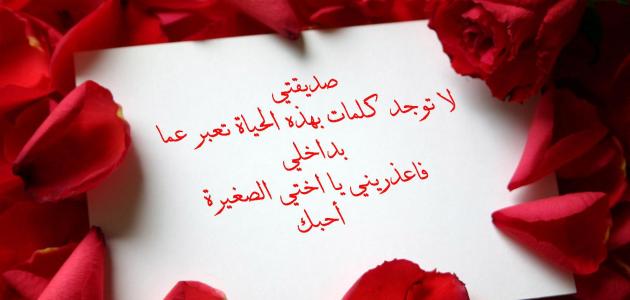 صديقتي
لا توجد كلمات بهذه الحياة تعبر عما
بداخلي
فاعذريني يا اختي الصغيرة
أحبك